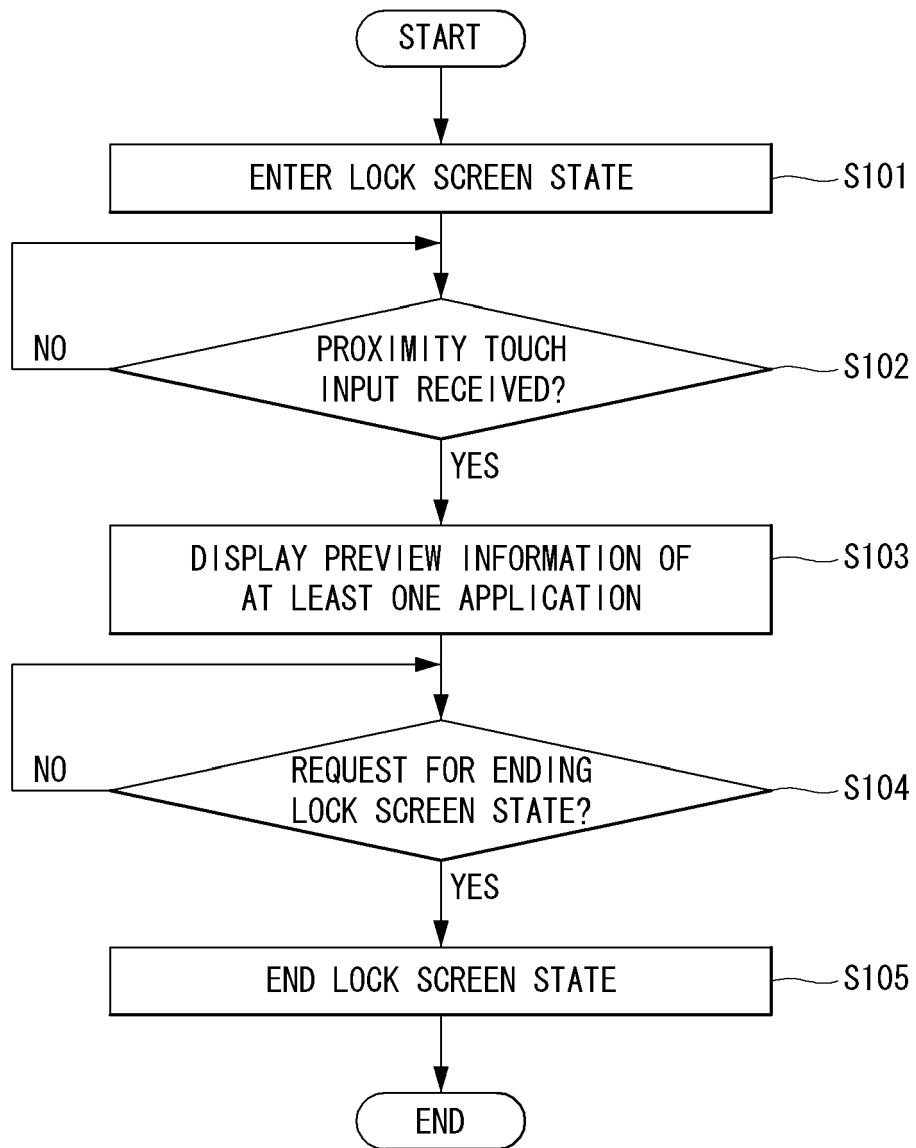 START
ENTER LOCK SCREEN STATE
S101
NO
PROXIMITY TOUCH
INPUT RECEIVED?
S102
YES
DISPLAY PREVIEW INFORMATION OF
AT LEAST ONE APPLICATION
S103
NO
REQUEST FOR ENDING
LOCK SCREEN STATE?
S104
YES
END LOCK SCREEN STATE
S105
END